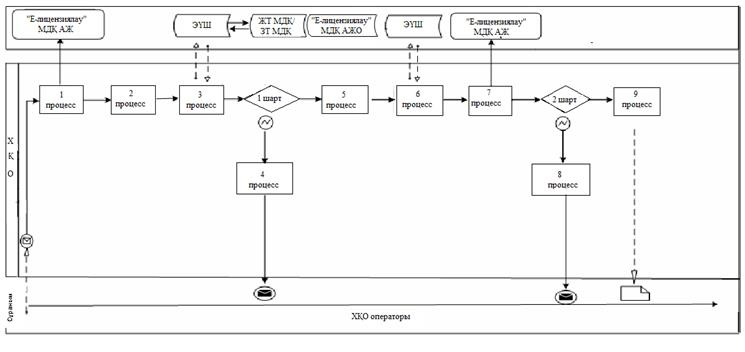 "Е-лицензиялау"
МДҚ АЖ
ЭҮШ
ЖТ МДҚ/
ЗТ МДҚ
"Е-лицензиялау"
МДҚ АЖО
ЭҮШ
"Е-лицензиялау"
МДҚ АЖ
1
процесс
2
процесс
3
процесс
1 шарт
5
процесс
6
процесс
7
процесс
2 шарт
9
процесс
Х
Қ
О
4
процесс
8
процесс
ХҚО операторы